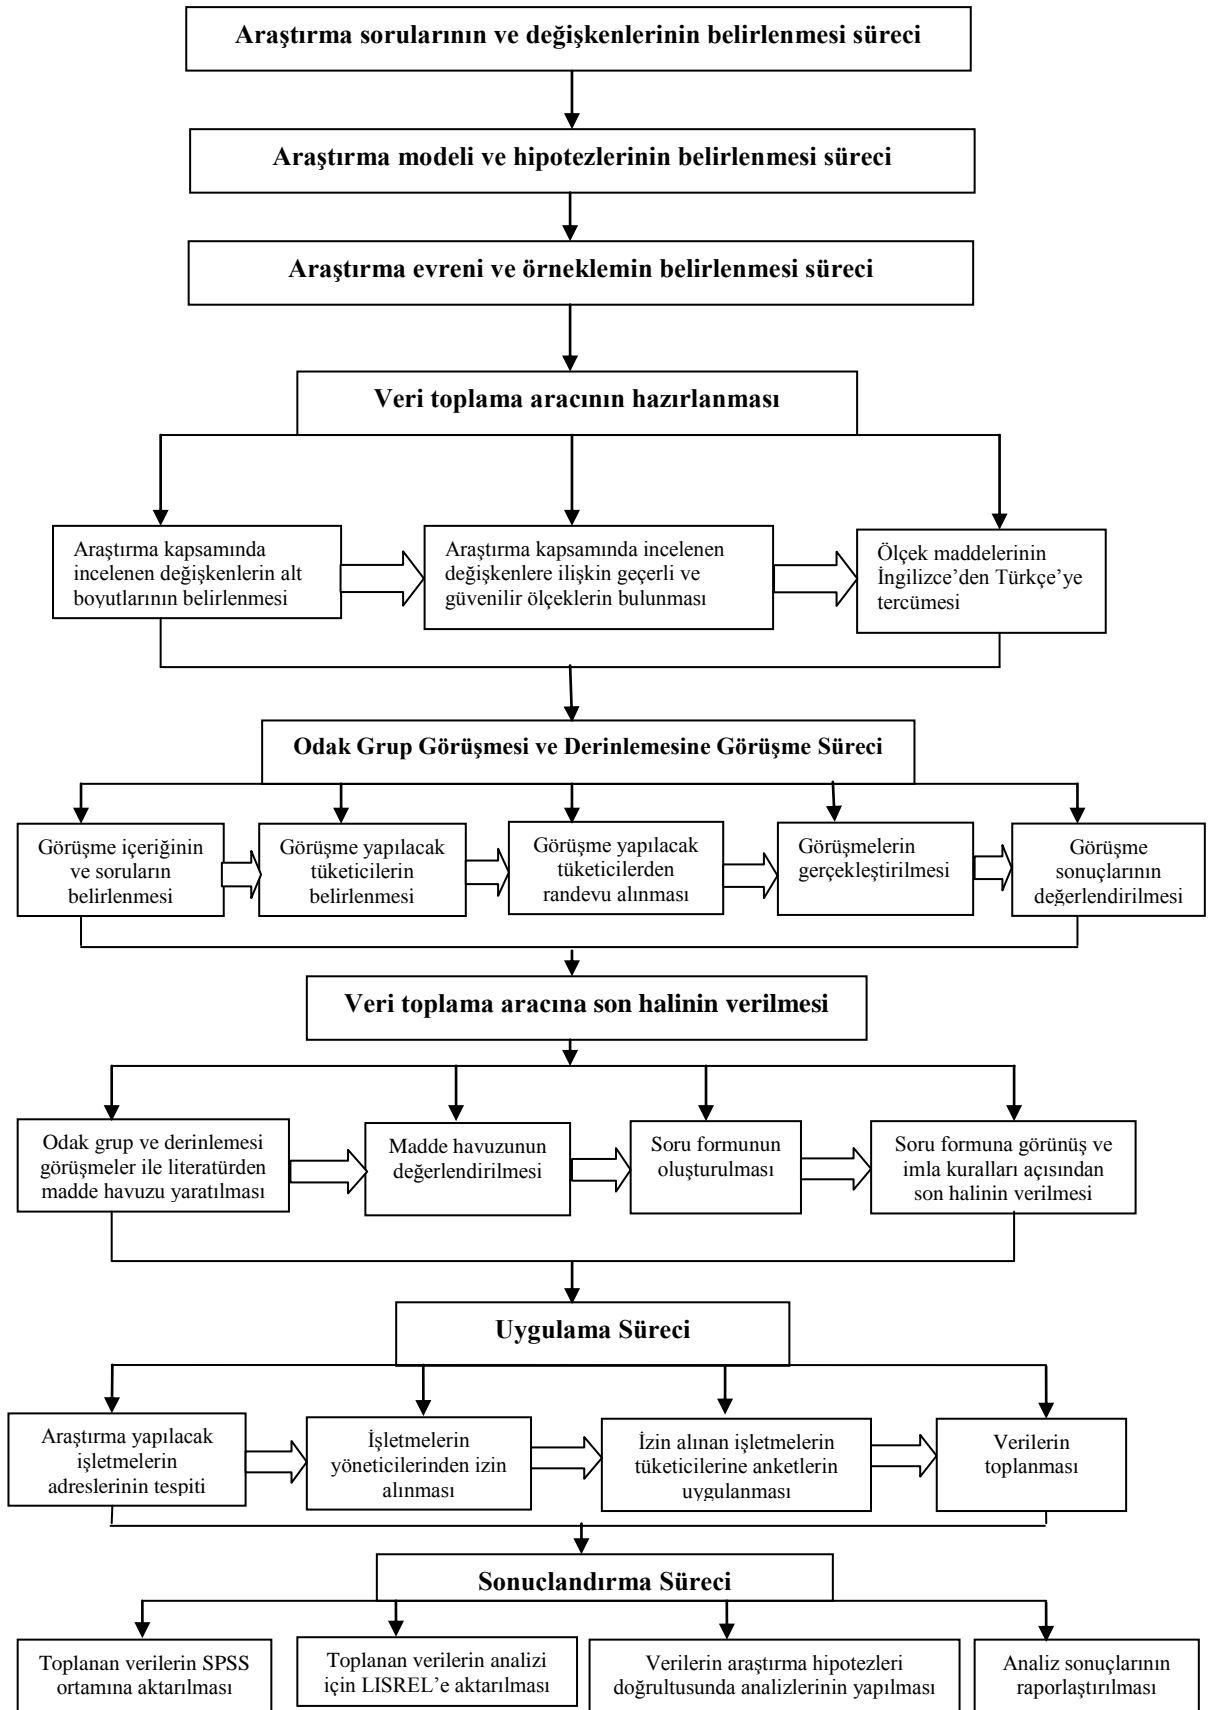 Araştırma sorularının ve değişkenlerinin belirlenmesi süreci
Araştırma modeli ve hipotezlerinin belirlenmesi süreci
Araştırma evreni ve örneklemin belirlenmesi süreci
Veri toplama aracının hazırlanması
Araştırma kapsamında
incelenen değişkenlerin alt
boyutlarının belirlenmesi
Araştırma kapsamında incelenen
değişkenlere ilişkin geçerli ve
güvenilir ölçeklerin bulunması
Ölçek maddelerinin
İngilizce’den Türkçe’ye
tercümesi
Odak Grup Görüşmesi ve Derinlemesine Görüşme Süreci
Görüşme içeriğinin
ve soruların
belirlenmesi
Görüşme yapılacak
tüketicilerin
belirlenmesi
Görüşme yapılacak
tüketicilerden
randevu alınması
Görüşmelerin
gerçekleştirilmesi
Görüşme
sonuçlarının
değerlendirilmesi
Veri toplama aracına son halinin verilmesi
Odak grup ve derinlemesi
görüşmeler ile literatürden
madde havuzu yaratılması
Madde havuzunun
değerlendirilmesi
Soru formunun
oluşturulması
Soru formuna görünüş ve
imla kuralları açısından
son halinin verilmesi
Uygulama Süreci
Araştırma yapılacak
işletmelerin
adreslerinin tespiti
İşletmelerin
yöneticilerinden izin
alınması
İzin alınan işletmelerin
tüketicilerine anketlerin
uygulanması
Verilerin
toplanması
Sonuclandırma Süreci
Toplanan verilerin SPSS
ortamına aktarılması
Toplanan verilerin analizi
için LISREL’e aktarılması
Verilerin araştırma hipotezleri
doğrultusunda analizlerinin yapılması
Analiz sonuçlarının
raporlaştırılması